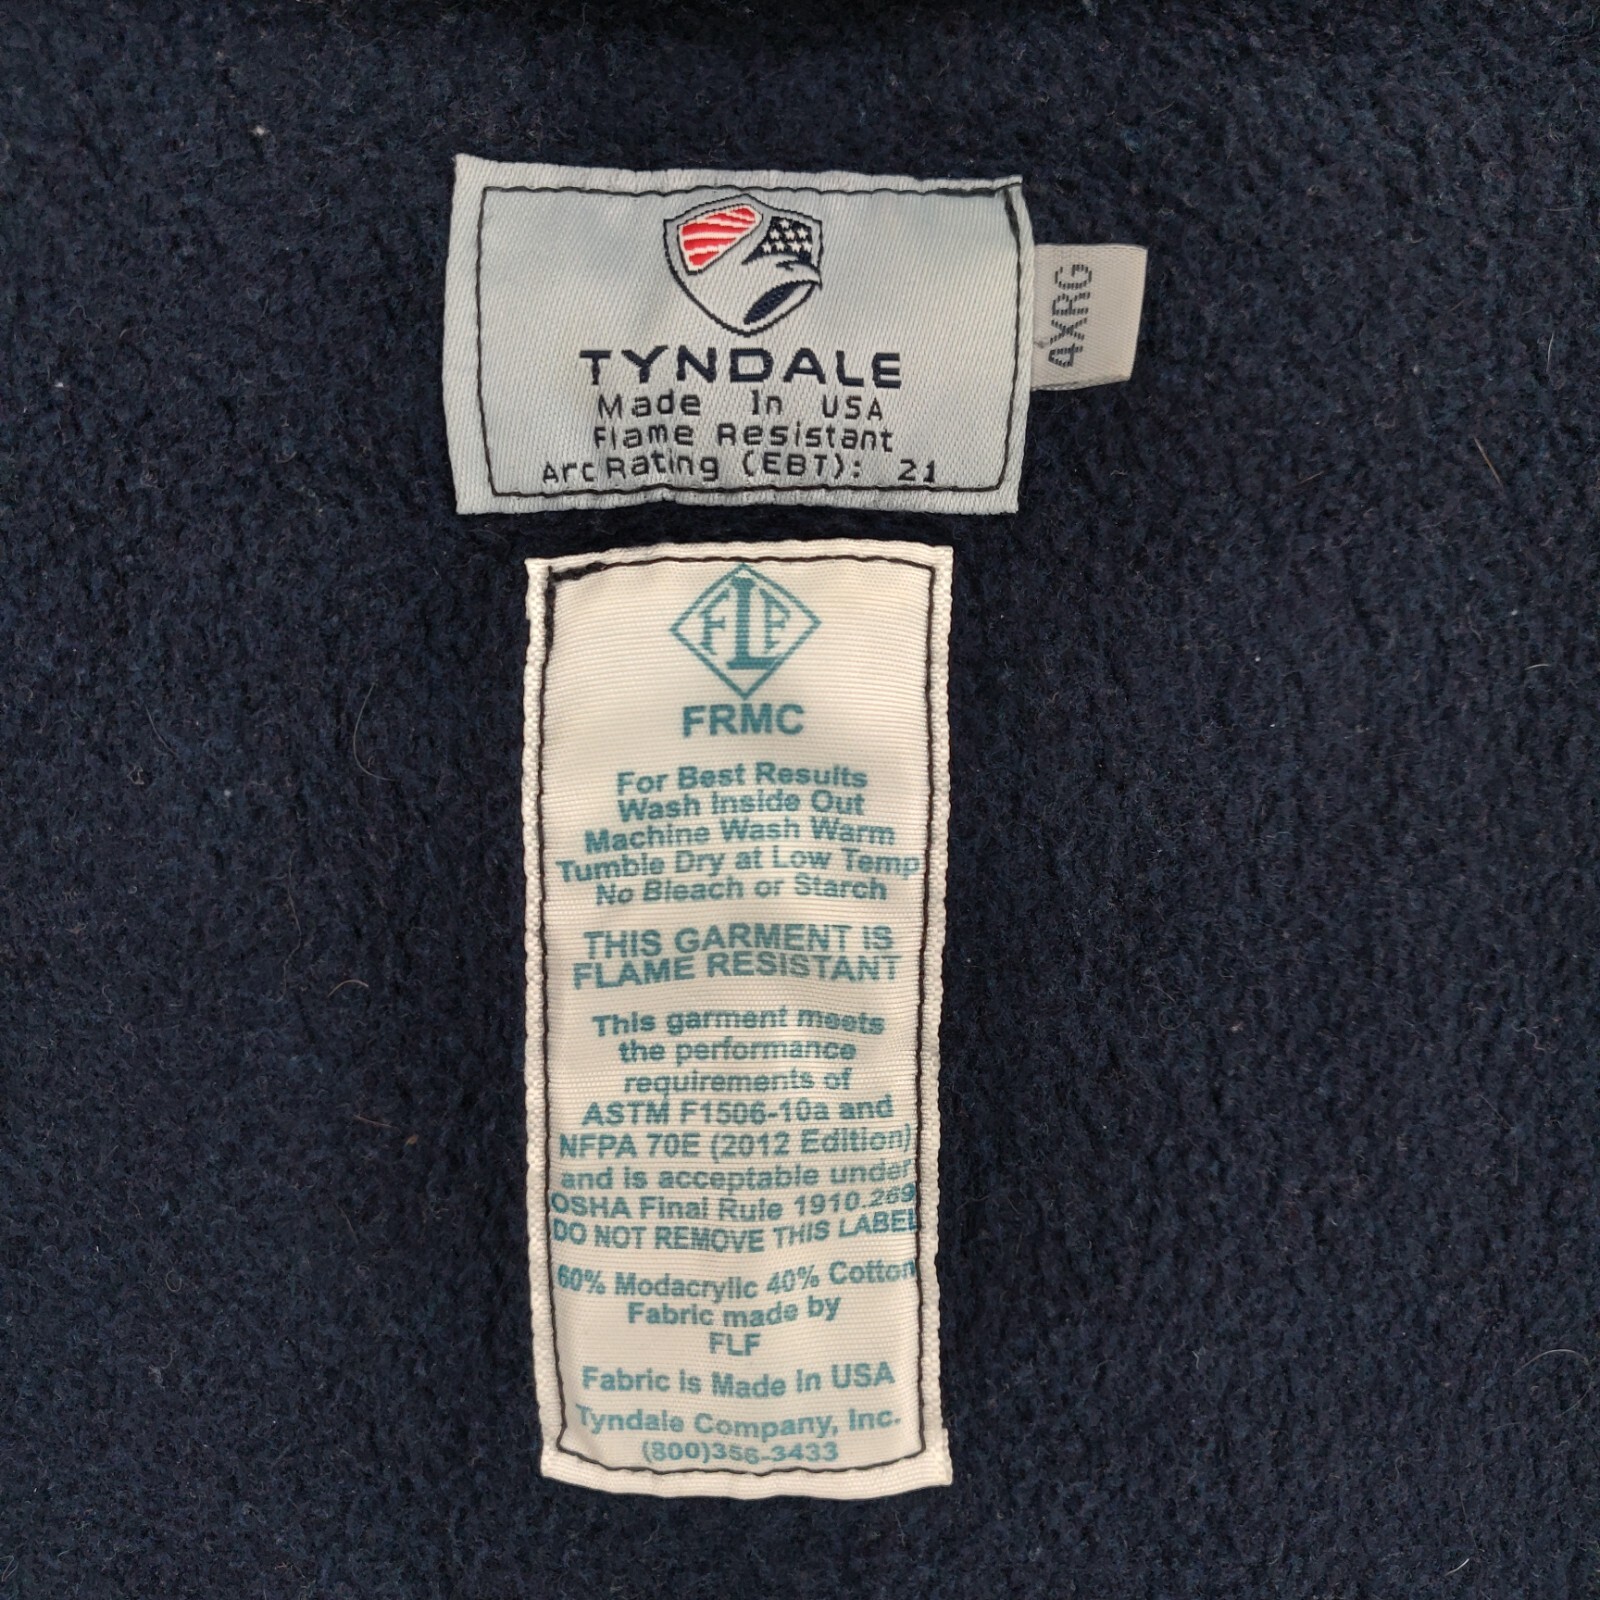 TYNDALE
Made In USA
Flame Resistant
Arc Rating (EBT): 21
4XRG
FLF
FRMC
For Best Results
Wash Inside Out
Machine Wash Warm
Tumble Dry at Low Temp
No Bleach or Starch
THIS GARMENT IS
FLAME RESISTANT
This garment meets
the performance
requirements of
ASTM F1506-10a and
NFPA 70E (2012 Edition)
and is acceptable under
OSHA Final Rule 1910.269
DO NOT REMOVE THIS LABEL
60% Modacrylic 40% Cotton
Fabric made by
FLF
Fabric is Made In USA
Tyndale Company, Inc.
(800)356-3433